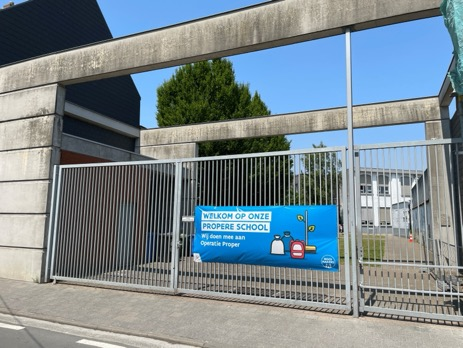 WELKOM OP ONZE
PROPERE SCHOOL
Wij doen mee aan
Operatie Proper